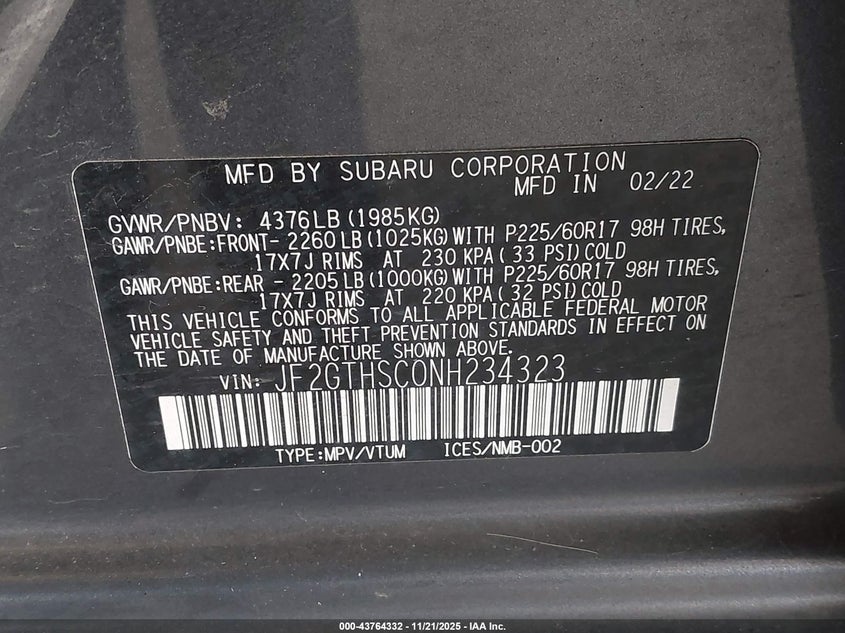 MFD BY SUBARU CORPORATION
MFD IN 02/22
GVWR/PNBV: 4376LB(1985KG)
GAWR/PNBE:FRONT- 2260LB(1025KG)WITH P225/60R17 98H TIRES,
17X7J RIMS AT 230 KPA( 33 PSI)COLD
GAWR/PNBE:REAR - 2205LB(1000KG)WITH P225/60R17 98H TIRES,
17X7J RIMS AT 220 KPA( 32 PSI)COLD
THIS VEHICLE CONFORMS TO ALL APPLICABLE FEDERAL MOTOR
VEHICLE SAFETY AND THEFT PREVENTION STANDARDS IN EFFECT ON
THE DATE OF MANUFACTURE SHOWN ABOVE.
VIN: JF2GTHSC0NH234323
TYPE:MPV/VTUM ICES/NMB-002
000-43764332 - 11/21/2025 - IAA Inc.